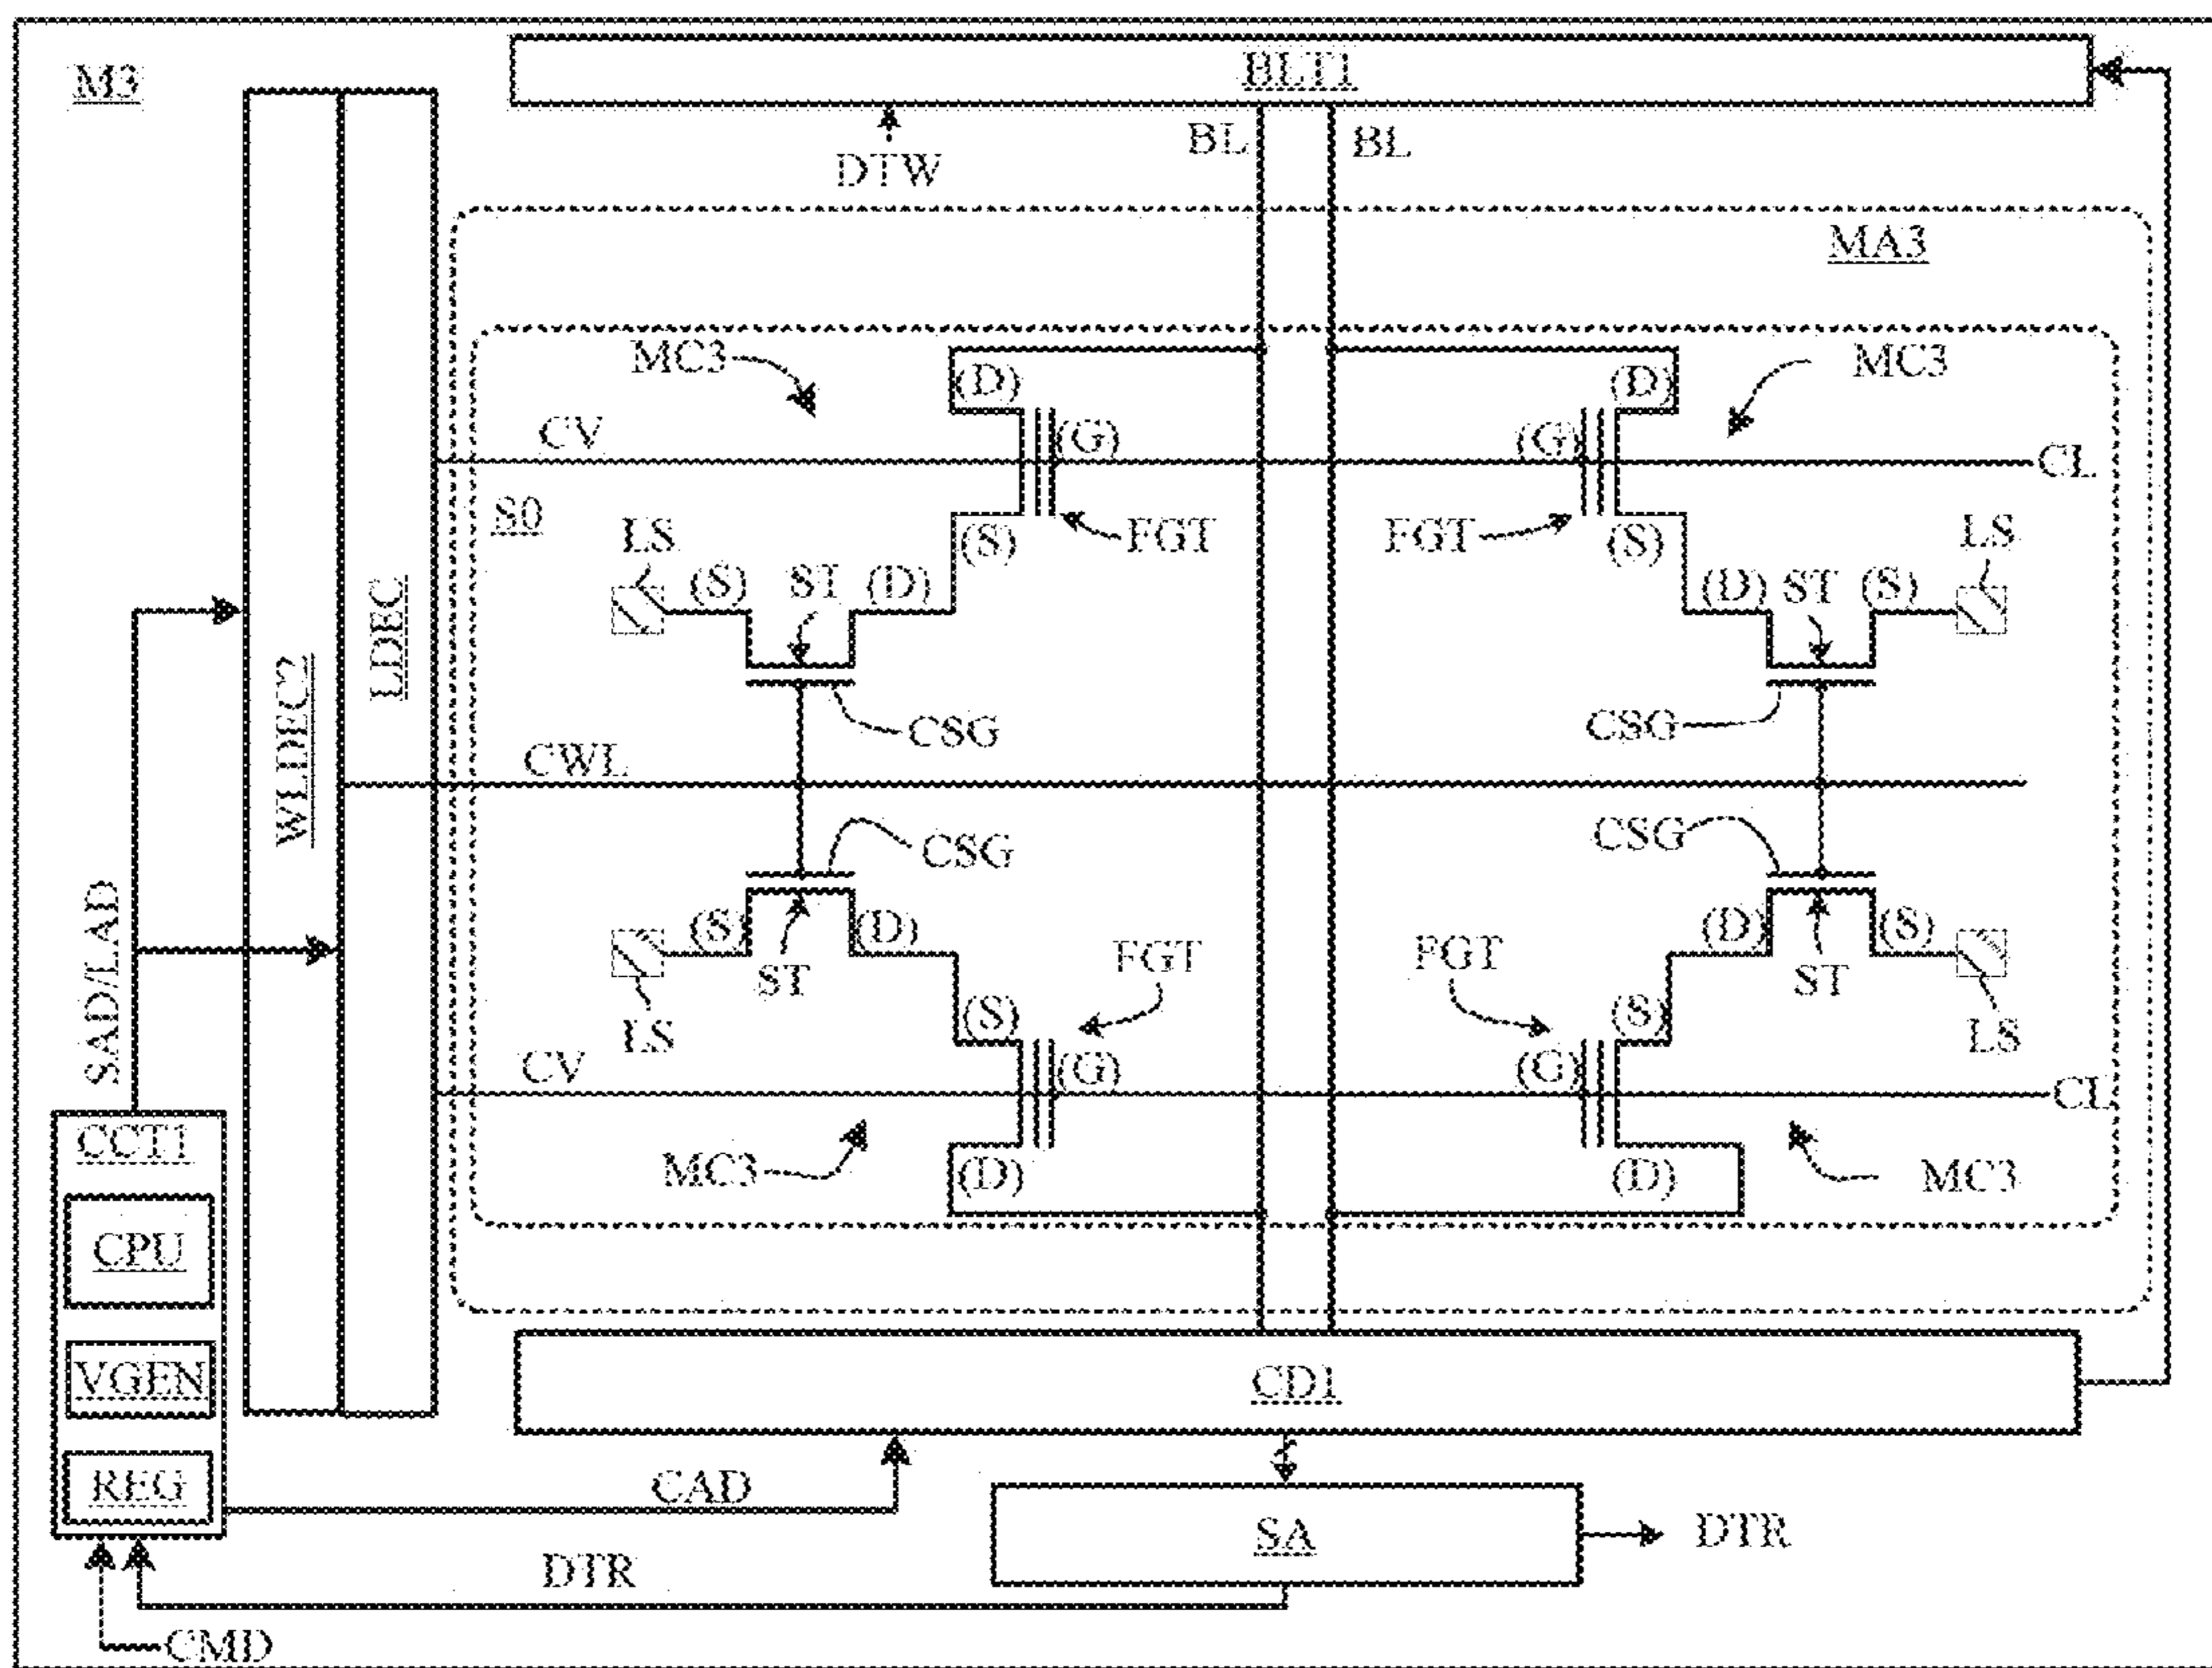 M3
BLT1
DTW
BL
BL
MA3
MC3
(D)
(D)
MC3
CV
(G)
(G)
CL
S0
LS
(S)
ST
(D)
(S)
FGT
FGT
(S)
(D)
ST
(S)
LS
LDEC
WLDEC2
CSG
CSG
CWL
CSG
CSG
SAD/LAD
(S)
ST
(D)
FGT
FGT
(D)
ST
(S)
LS
(S)
(S)
LS
CV
(G)
(G)
CL
CCT1
MC3
(D)
(D)
MC3
CPU
VGEN
REG
CD1
CAD
SA
DTR
DTR
CMD